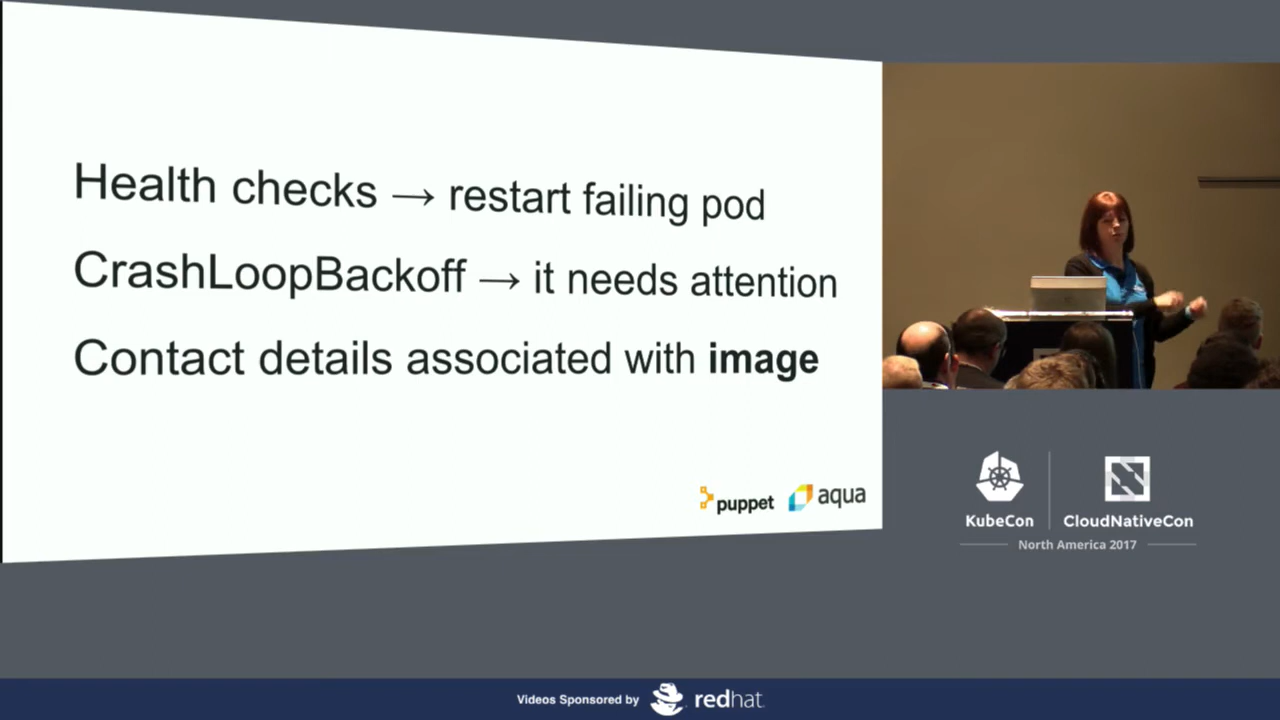 Health checks → restart failing pod
CrashLoopBackoff → it needs attention
Contact details associated with image
puppet aqua
KubeCon CloudNativeCon
North America 2017
Videos Sponsored by redhat